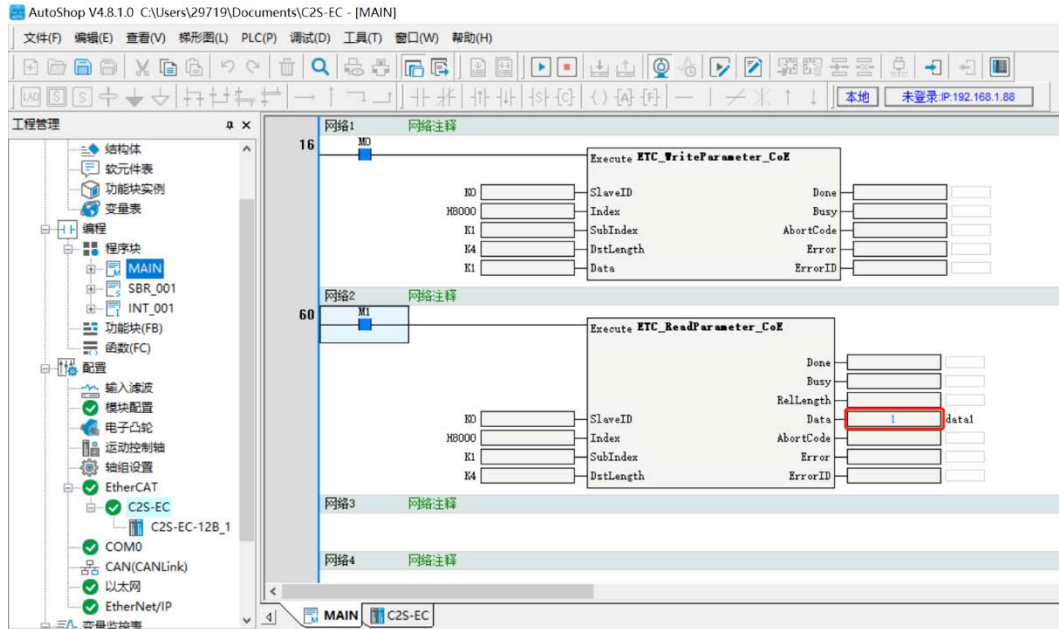 AutoShop V4.8.1.0 C:\Users\29719\Documents\C2S-EC - [MAIN]
文件(F) 编辑(E) 查看(V) 梯形图(L) PLC(P) 调试(D) 工具(T) 窗口(W) 帮助(H)
LAD
本地
未登录:IP:192.168.1.88
工程管理
结构体
软元件表
功能块实例
变量表
编程
程序块
MAIN
SBR_001
INT_001
功能块(FB)
函数(FC)
配置
输入滤波
模块配置
电子凸轮
运动控制轴
轴组设置
EtherCAT
C2S-EC
C2S-EC-12B_1
COM0
CAN(CANLink)
以太网
EtherNet/IP
变量监控表
网络1 网络注释
16 M0
Execute ETC_WriteParameter_CoE
K0 SlaveID Done
H8000 Index Busy
K1 SubIndex AbortCode
K4 DstLength Error
K1 Data ErrorID
网络2 网络注释
60 M1
Execute ETC_ReadParameter_CoE
Done
Busy
RelLength
K0 SlaveID Data 1 data1
H8000 Index AbortCode
K1 SubIndex Error
K4 DstLength ErrorID
网络3 网络注释
网络4 网络注释
MAIN C2S-EC